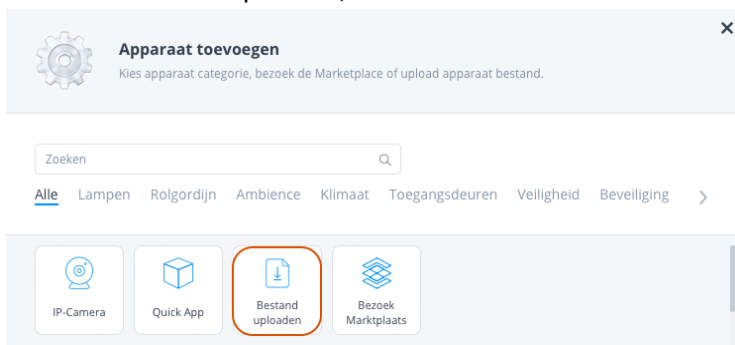 Apparaat toevoegen
Kies apparaat categorie, bezoek de Marketplace of upload apparaat bestand.
Zoeken
Alle Lampen Rolgordijn Ambience Klimaat Toegangsdeuren Veiligheid Beveiliging
IP-Camera
Quick App
Bestand
uploaden
Bezoek
Marktplaats